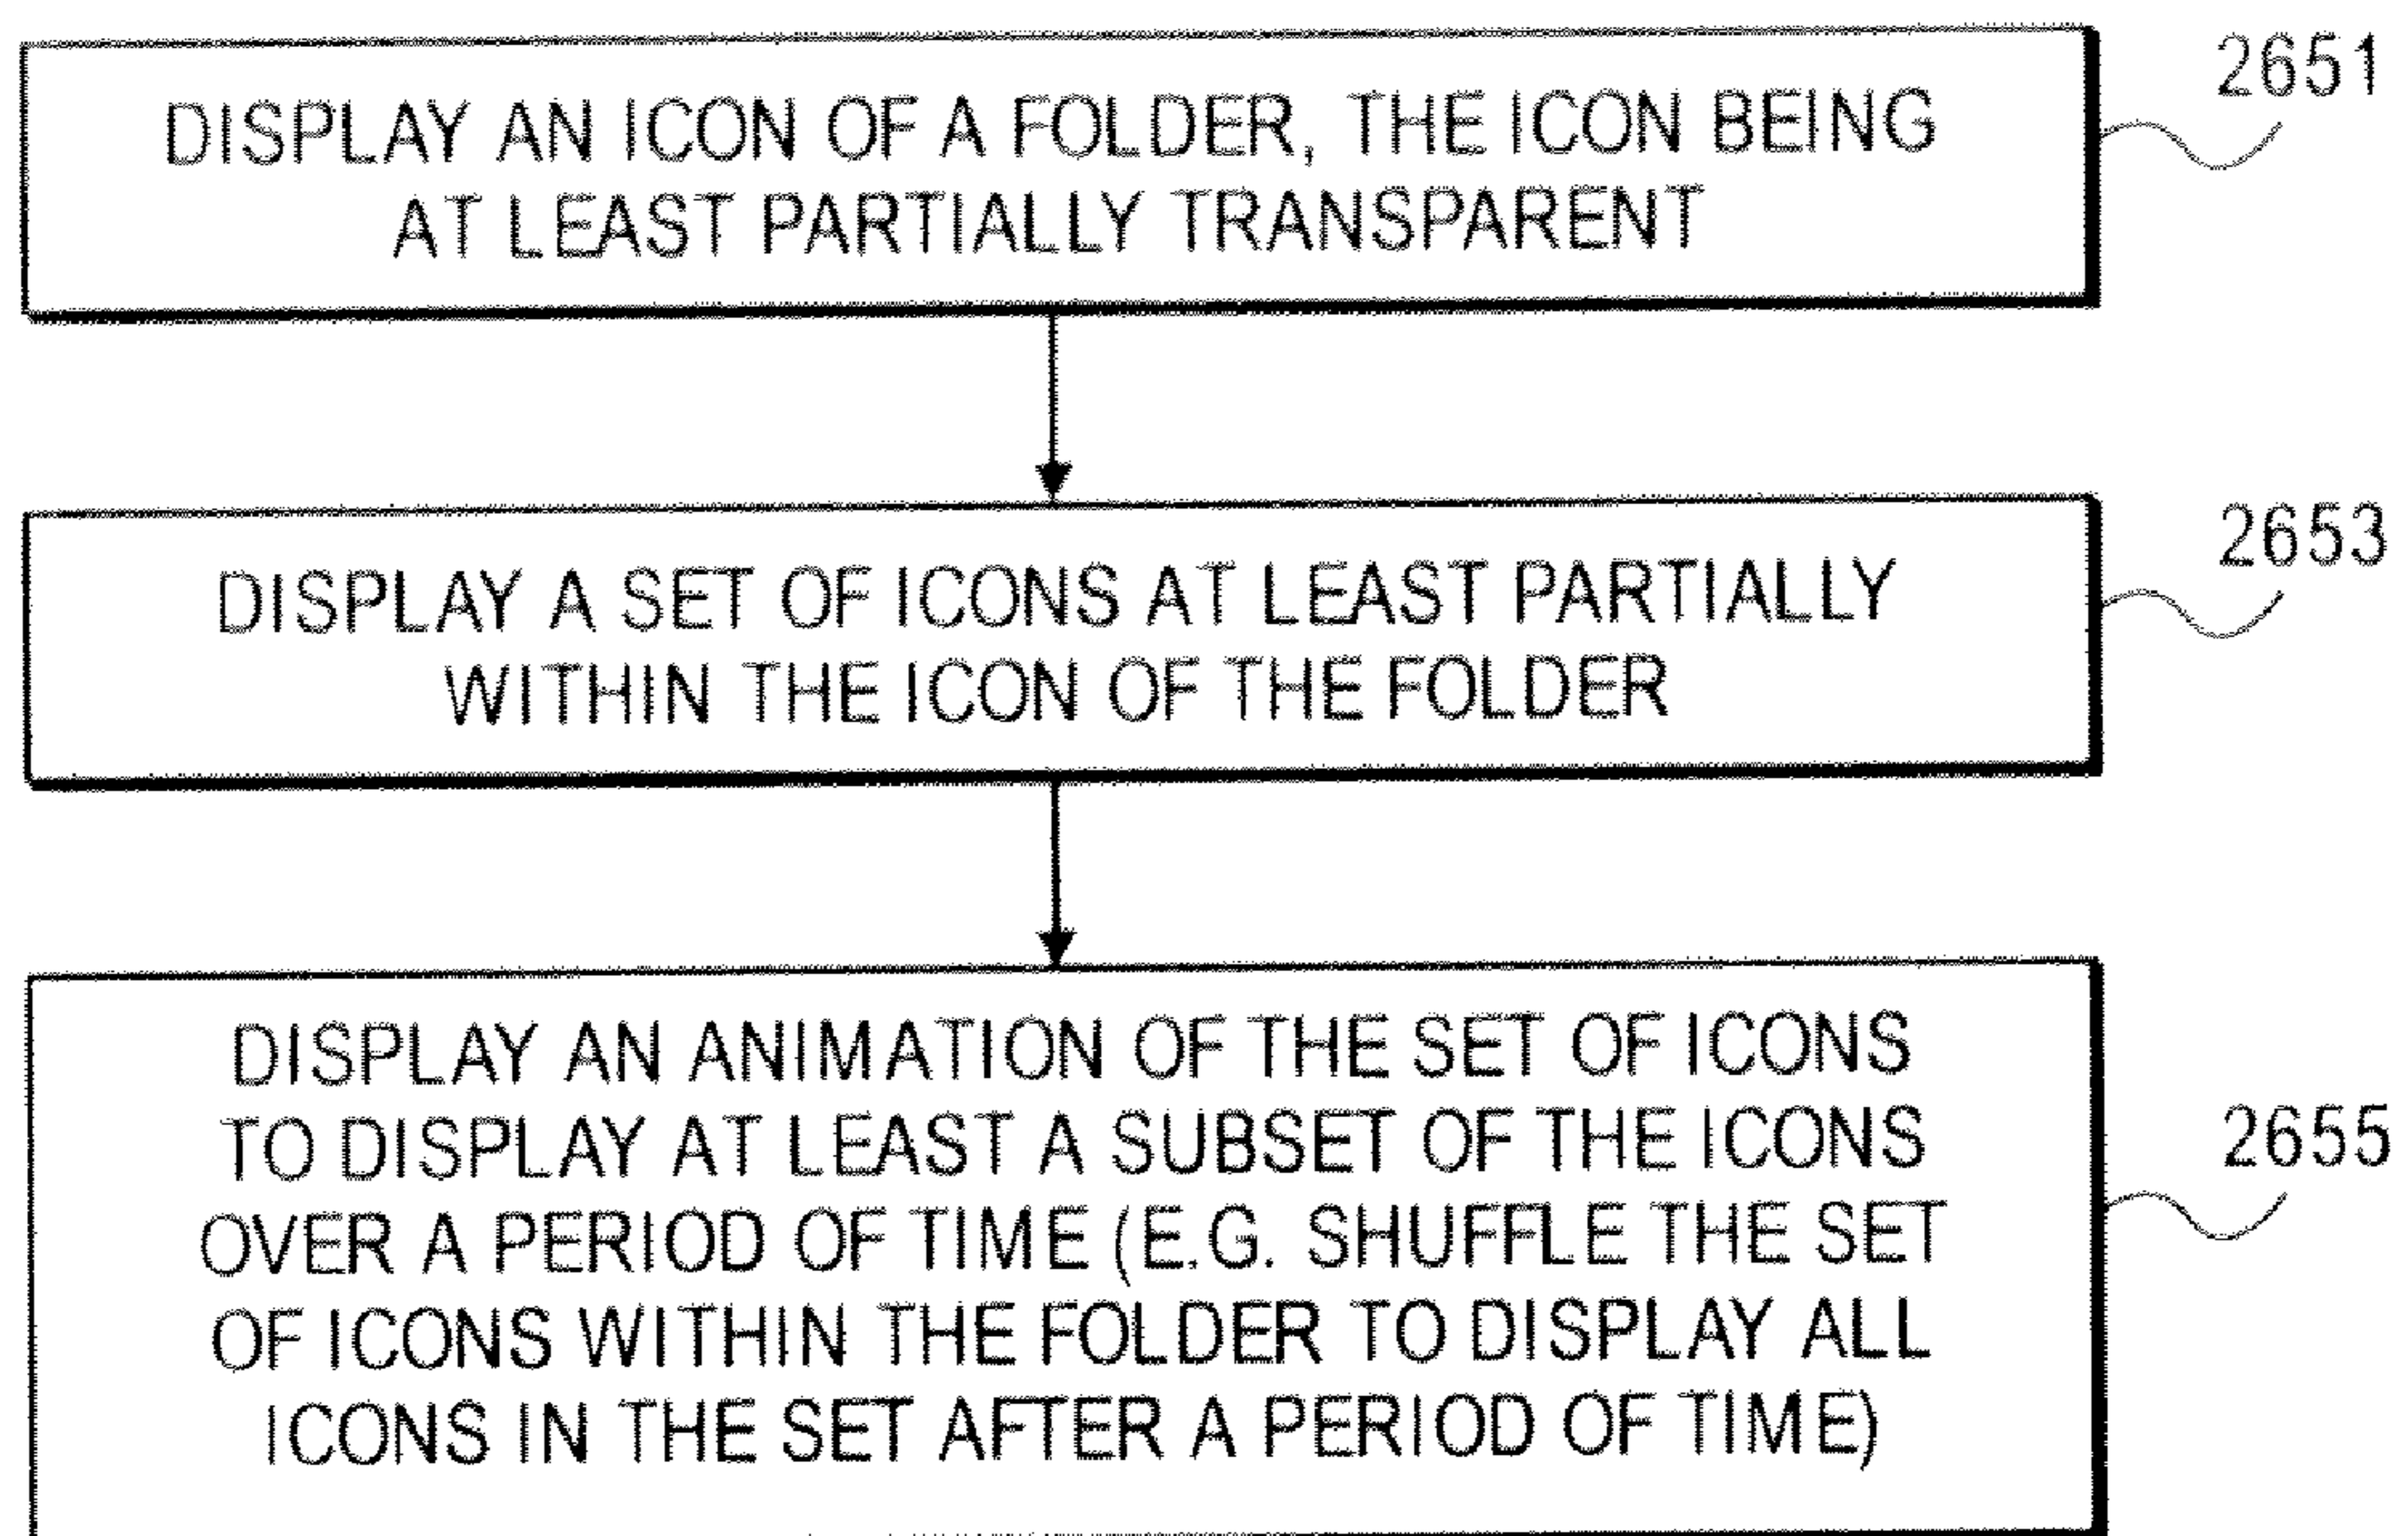 DISPLAY AN ICON OF A FOLDER, THE ICON BEING
AT LEAST PARTIALLY TRANSPARENT
2651
DISPLAY A SET OF ICONS AT LEAST PARTIALLY
WITHIN THE ICON OF THE FOLDER
2653
DISPLAY AN ANIMATION OF THE SET OF ICONS
TO DISPLAY AT LEAST A SUBSET OF THE ICONS
OVER A PERIOD OF TIME (E.G. SHUFFLE THE SET
OF ICONS WITHIN THE FOLDER TO DISPLAY ALL
ICONS IN THE SET AFTER A PERIOD OF TIME)
2655